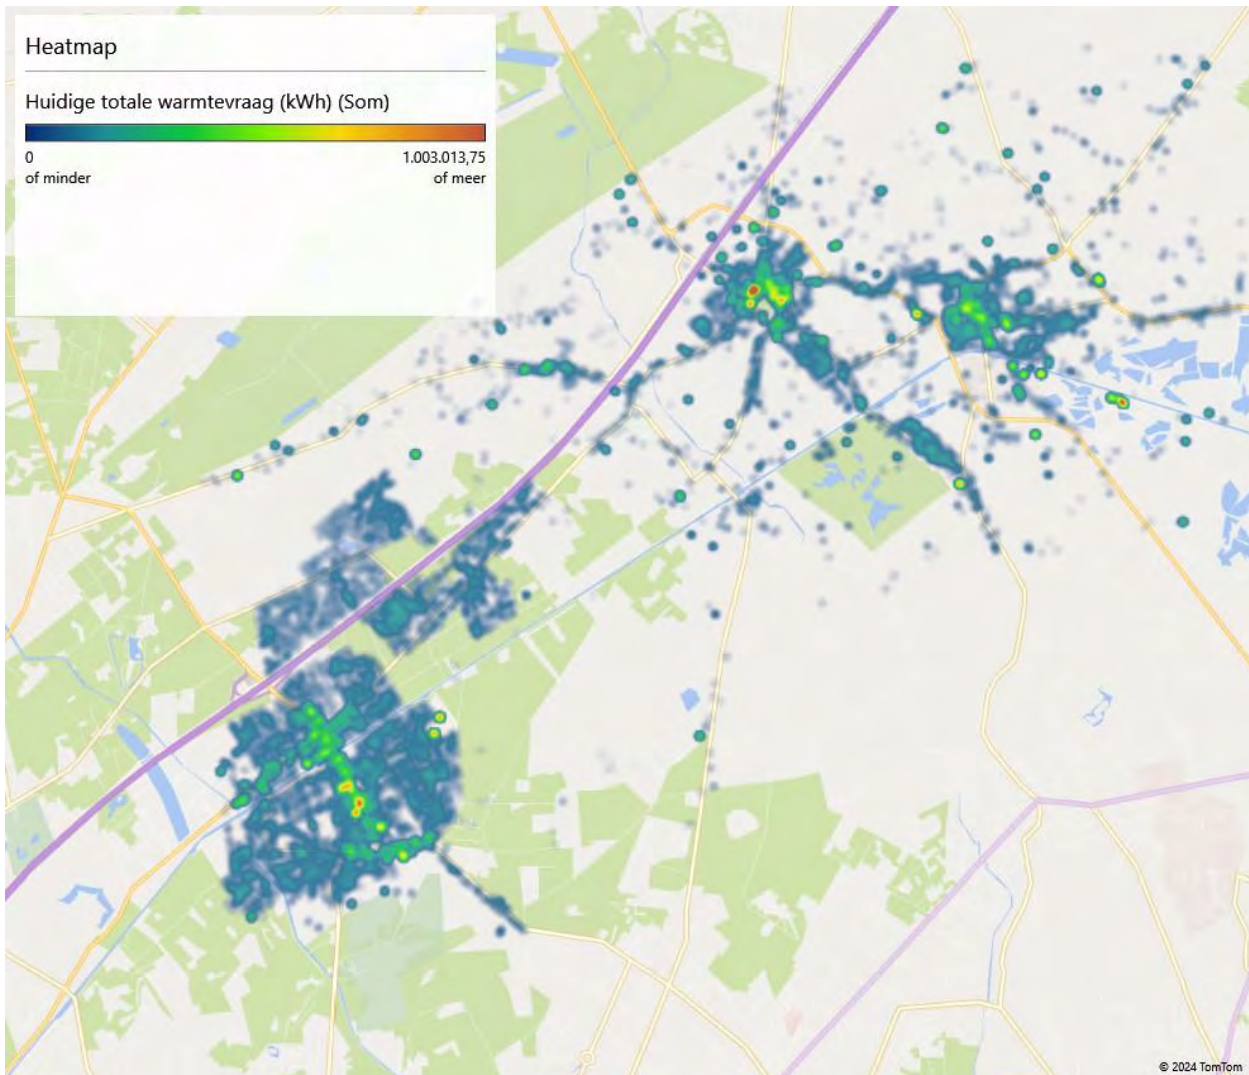 Heatmap
Huidige totale warmtevraag (kWh) (Som)
0
of minder
1.003.013,75
of meer
© 2024 TomTom